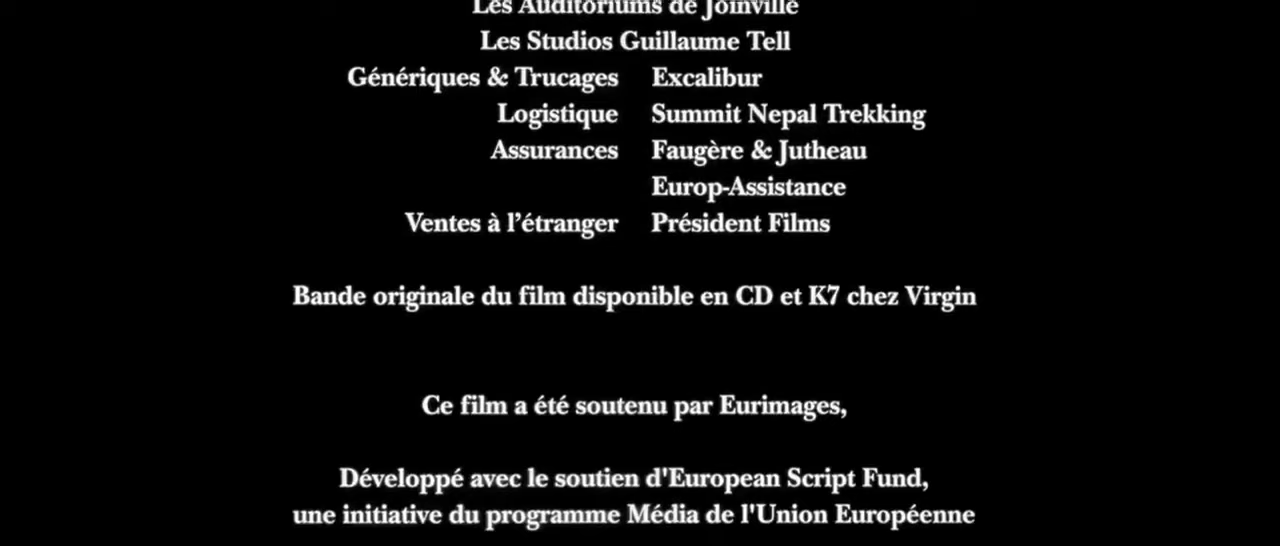 Les Auditoriums de Joinville
Les Studios Guillaume Tell
Génériques & Trucages Excalibur
Logistique Summit Nepal Trekking
Assurances Faugère & Jutheau
Europ-Assistance
Ventes à l’étranger Président Films
Bande originale du film disponible en CD et K7 chez Virgin
Ce film a été soutenu par Eurimages,
Développé avec le soutien d'European Script Fund,
une initiative du programme Média de l'Union Européenne